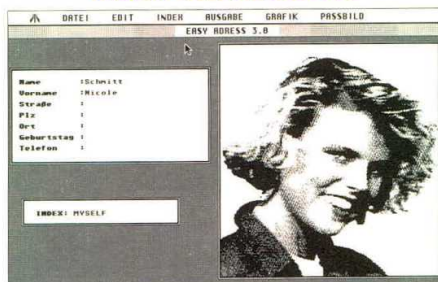 DATEI EDIT INDEX AUSGABE GRAFIK PASSBILD
EASY ADRESS 3.0
Name :Schmitt
Vorname :Nicole
Straße :
Plz :
Ort :
Geburtstag :
Telefon :
INDEX: MYSELF